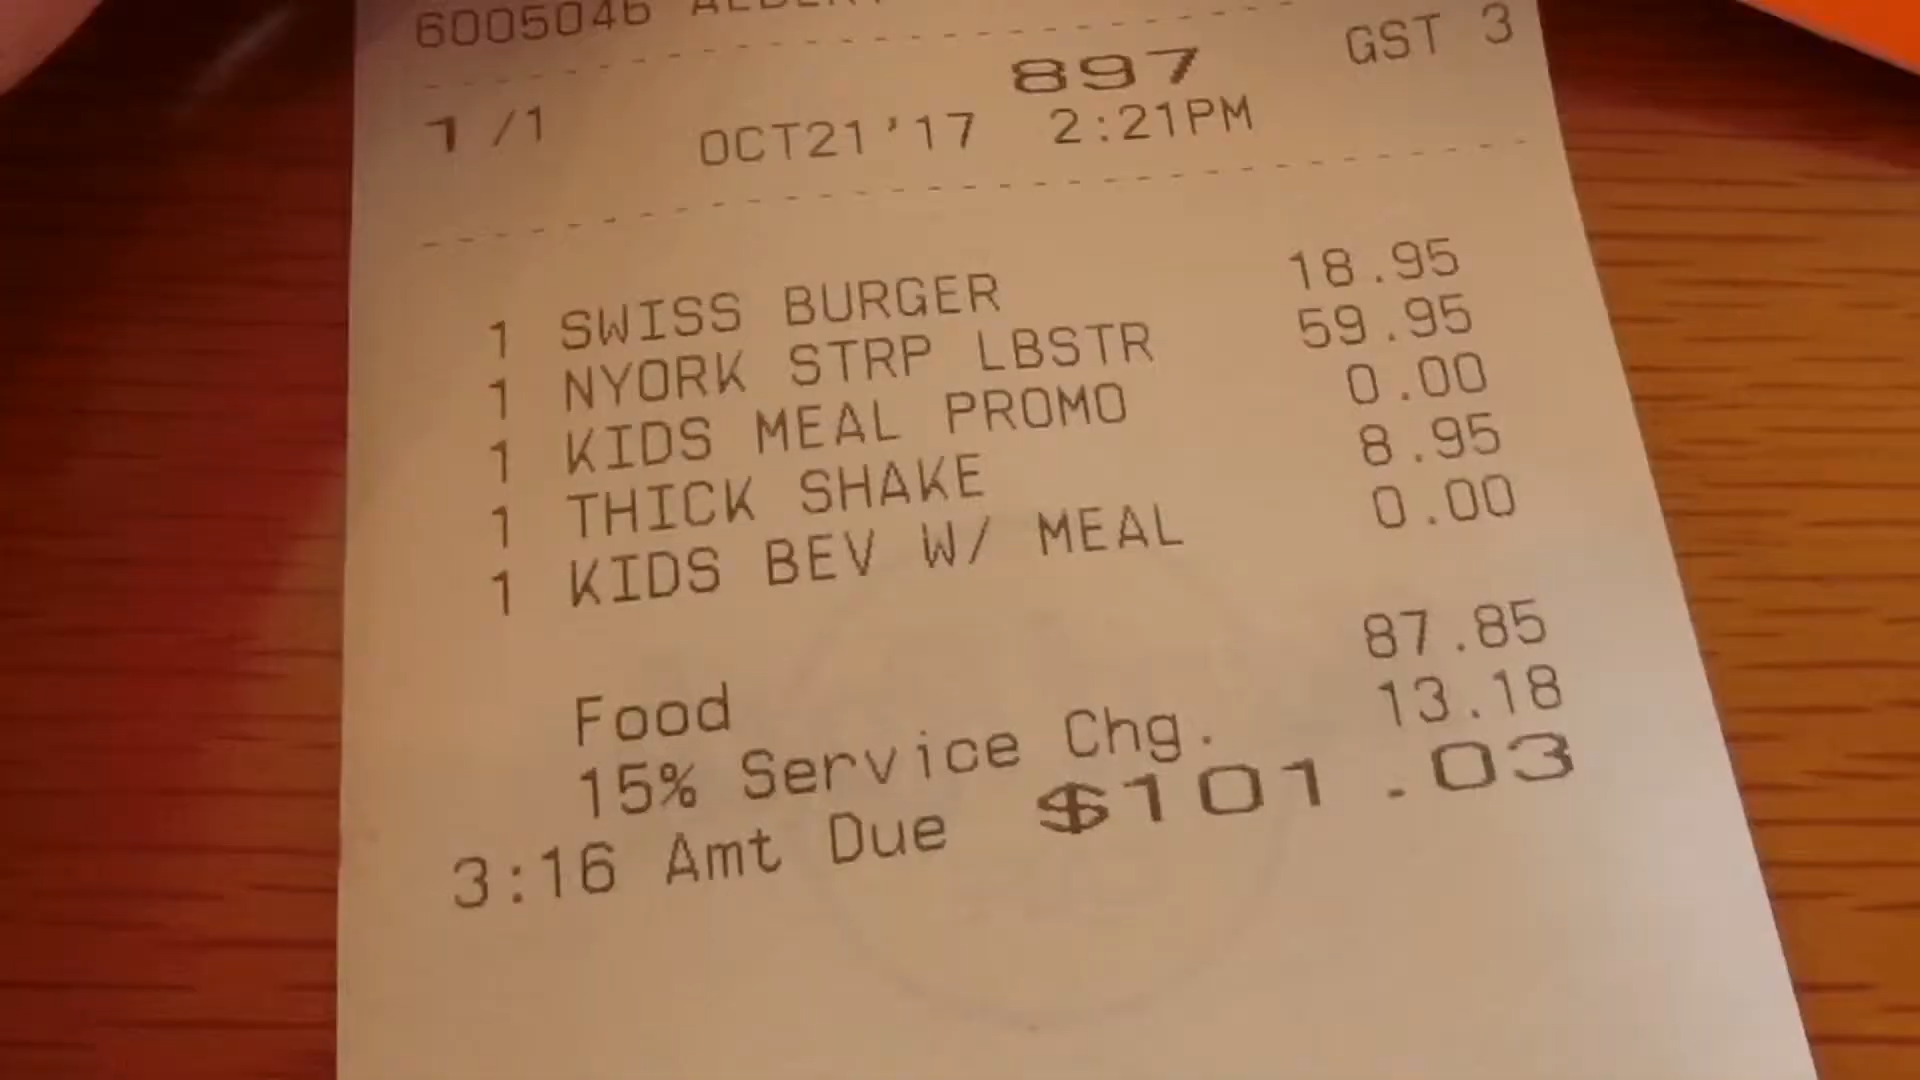 6005046
897 GST 3
1/1 OCT21'17 2:21PM
1 SWISS BURGER 18.95
1 NYORK STRP LBSTR 59.95
1 KIDS MEAL PROMO 0.00
1 THICK SHAKE 8.95
1 KIDS BEV W/ MEAL 0.00
Food 87.85
15% Service Chg. 13.18
3:16 Amt Due $101.03